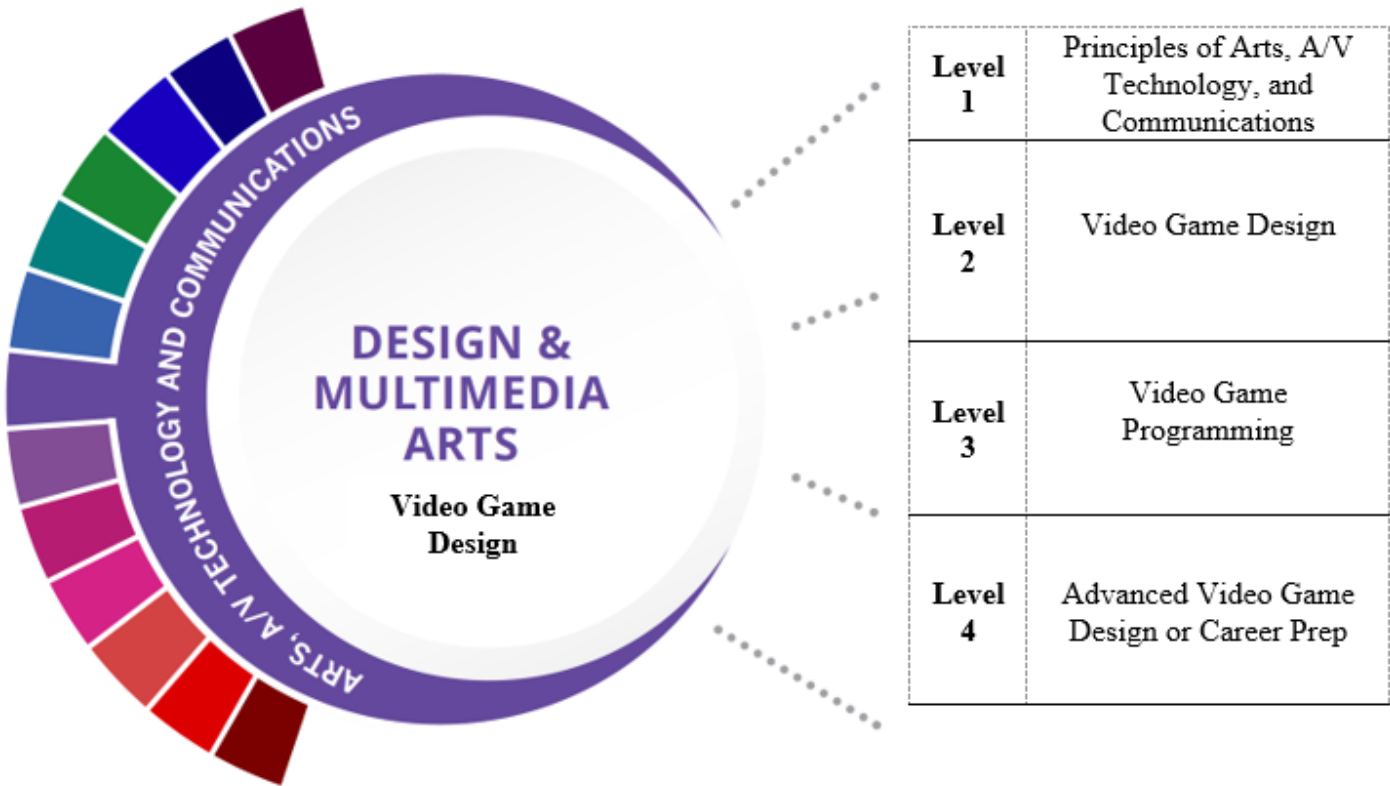 ARTS, A/V TECHNOLOGY AND COMMUNICATIONS
DESIGN &
MULTIMEDIA
ARTS
Video Game
Design
Level
1
Principles of Arts, A/V
Technology, and
Communications
Level
2
Video Game Design
Level
3
Video Game
Programming
Level
4
Advanced Video Game
Design or Career Prep